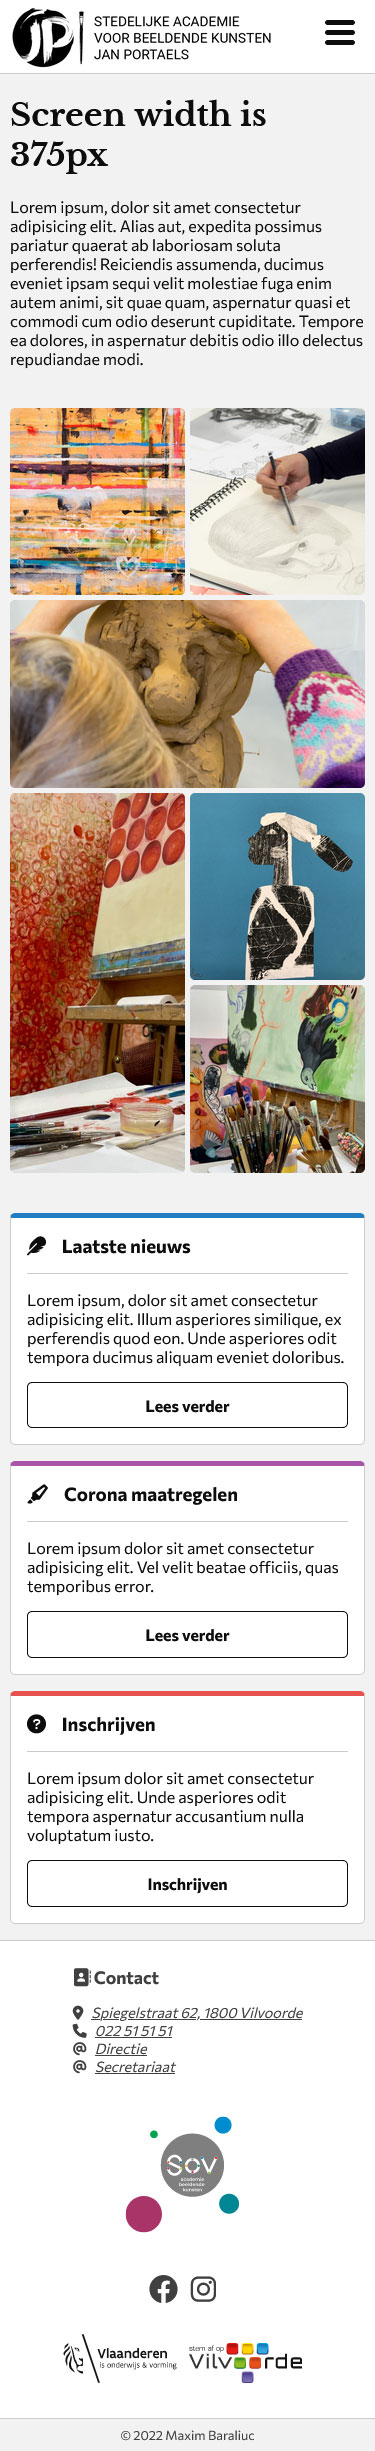 STEDELIJKE ACADEMIE
VOOR BEELDENDE KUNSTEN
JAN PORTAELS
Screen width is
375px
Lorem ipsum, dolor sit amet consectetur
adipisicing elit. Alias aut, expedita possimus
pariatur quaerat ab laboriosam soluta
perferendis! Reiciendis assumenda, ducimus
eveniet ipsam sequi velit molestiae fuga enim
autem animi, sit quae quam, aspernatur quasi et
commodi cum odio deserunt cupiditate. Tempore
ea dolores, in aspernatur debitis odio illo delectus
repudiandae modi.
Laatste nieuws
Lorem ipsum, dolor sit amet consectetur
adipisicing elit. Illum asperiores similique, ex
perferendis quod eon. Unde asperiores odit
tempora ducimus aliquam eveniet doloribus.
Lees verder
Corona maatregelen
Lorem ipsum dolor sit amet consectetur
adipisicing elit. Vel velit beatae officiis, quas
temporibus error.
Lees verder
Inschrijven
Lorem ipsum dolor sit amet consectetur
adipisicing elit. Unde asperiores odit
tempora aspernatur accusantium nulla
voluptatum iusto.
Inschrijven
Contact
Spiegelstraat 62, 1800 Vilvoorde
022 51 51 51
Directie
Secretariaat
SOV
academie
beeldende
kunsten
Vlaanderen
is onderwijs & vorming
stem af op
Vilvoorde
© 2022 Maxim Baraliuc